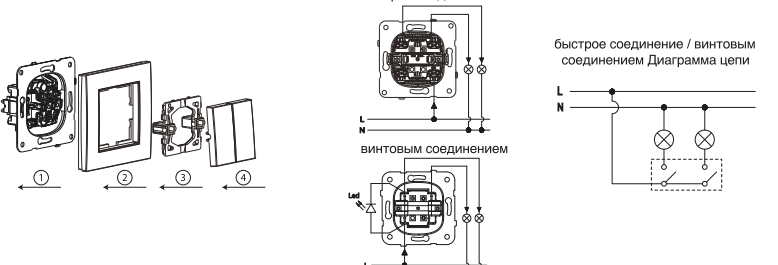 1
2
3
4
L
N
винтовым соединением
Led
быстрое соединение / винтовым
соединением Диаграмма цепи
L
N